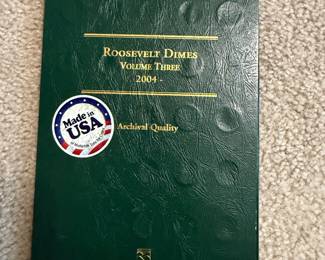 ROOSEVELT DIMES
VOLUME THREE
2004 -
Made in
USA
Archival Quality